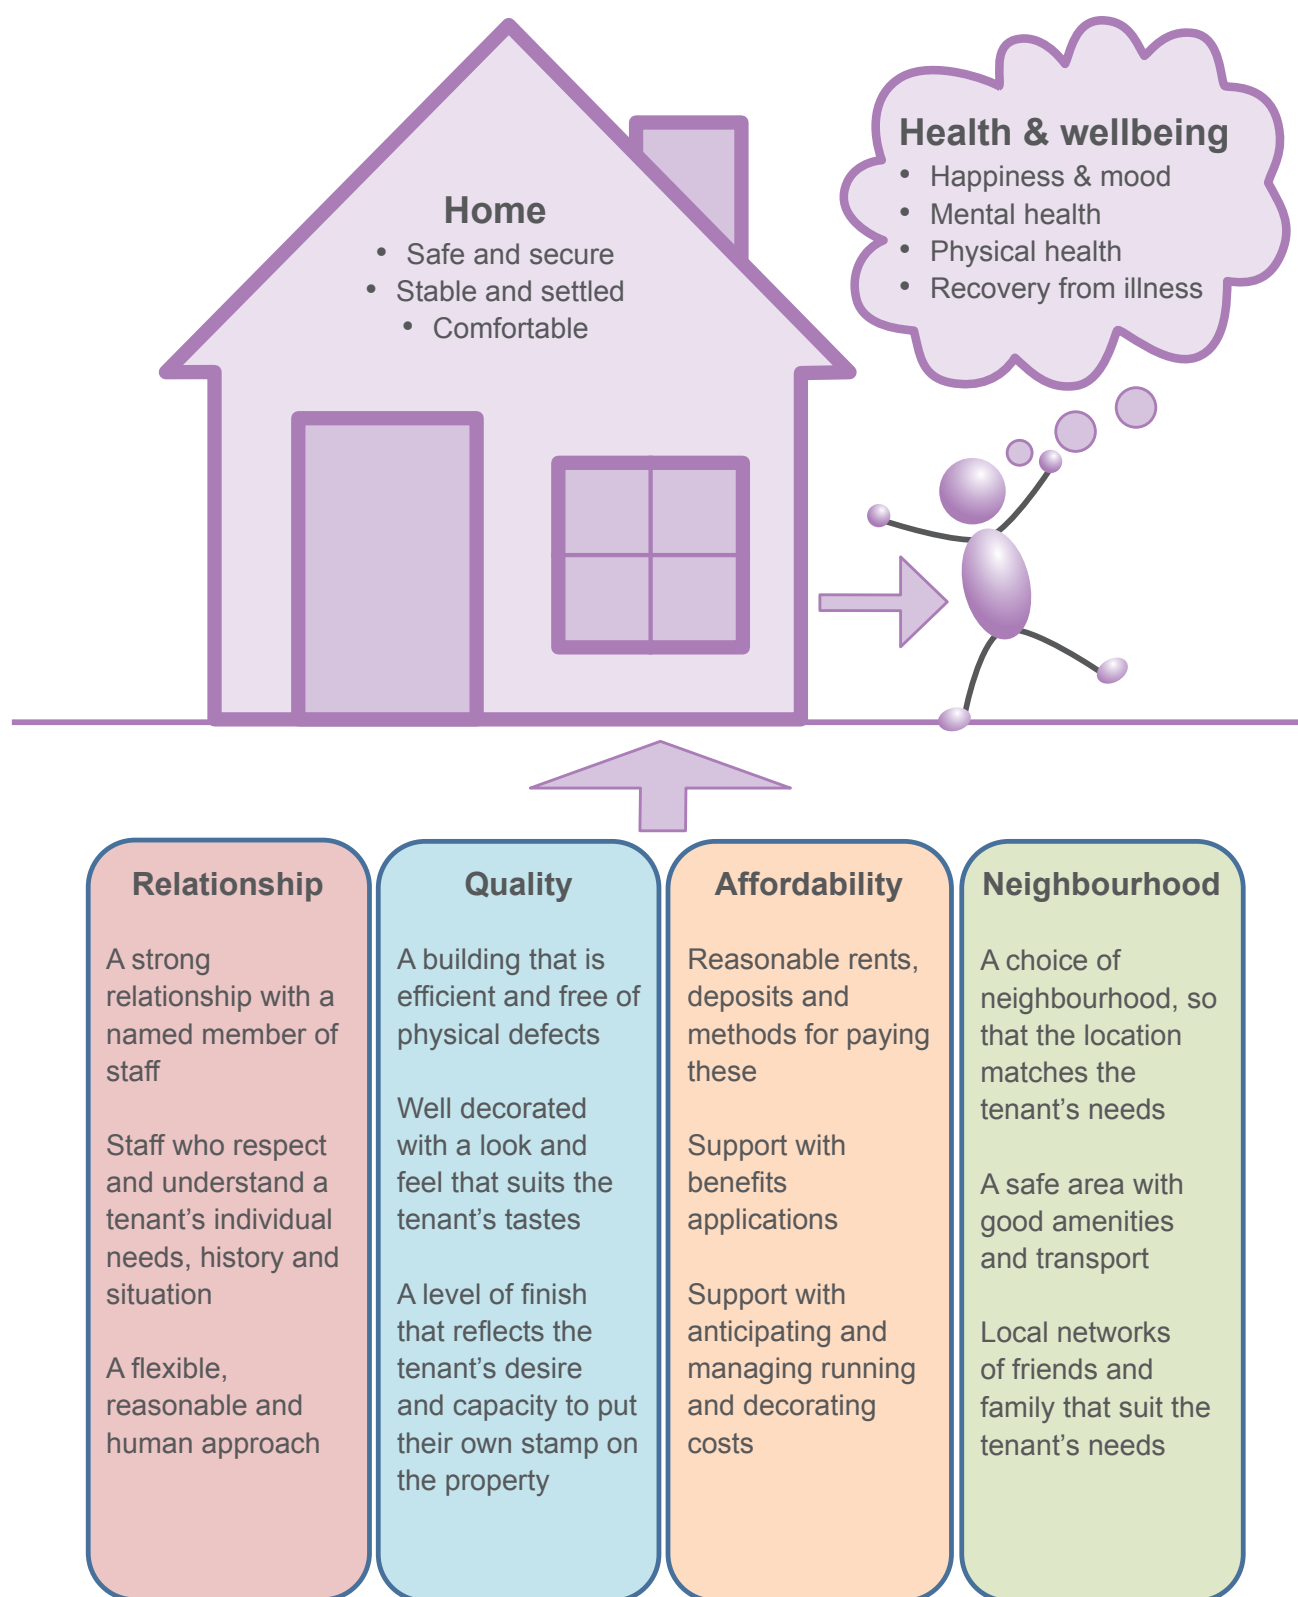 Home
• Safe and secure
• Stable and settled
• Comfortable
Health & wellbeing
• Happiness & mood
• Mental health
• Physical health
• Recovery from illness
Relationship
A strong
relationship with a
named member of
staff
Staff who respect
and understand a
tenant’s individual
needs, history and
situation
A flexible,
reasonable and
human approach
Quality
A building that is
efficient and free of
physical defects
Well decorated
with a look and
feel that suits the
tenant’s tastes
A level of finish
that reflects the
tenant’s desire
and capacity to put
their own stamp on
the property
Affordability
Reasonable rents,
deposits and
methods for paying
these
Support with
benefits
applications
Support with
anticipating and
managing running
and decorating
costs
Neighbourhood
A choice of
neighbourhood, so
that the location
matches the
tenant’s needs
A safe area with
good amenities
and transport
Local networks
of friends and
family that suit the
tenant’s needs